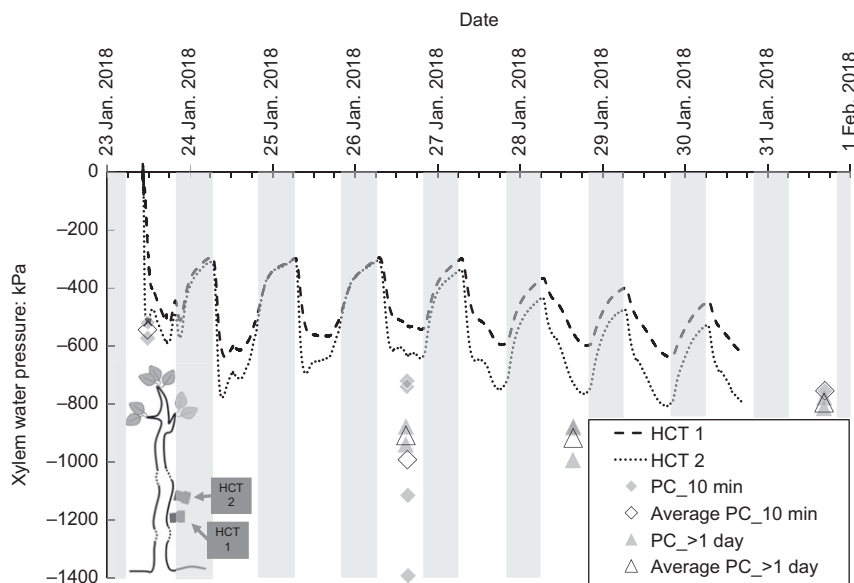 Date
23 Jan. 2018
24 Jan. 2018
25 Jan. 2018
26 Jan. 2018
27 Jan. 2018
28 Jan. 2018
29 Jan. 2018
30 Jan. 2018
31 Jan. 2018
1 Feb. 2018
Xylem water pressure: kPa
0
–200
–400
–600
–800
–1000
–1200
–1400
HCT
2
HCT
1
HCT 1
HCT 2
PC_10 min
Average PC_10 min
PC_>1 day
Average PC_>1 day